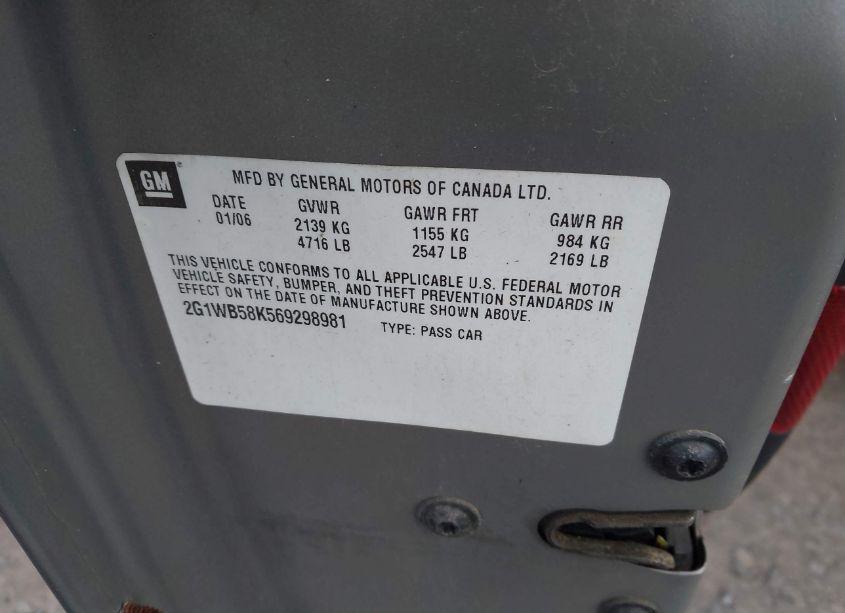 GM
MFD BY GENERAL MOTORS OF CANADA LTD.
DATE GVWR GAWR FRT GAWR RR
01/06 2139 KG 1155 KG 984 KG
4716 LB 2547 LB 2169 LB
THIS VEHICLE CONFORMS TO ALL APPLICABLE U.S. FEDERAL MOTOR
VEHICLE SAFETY, BUMPER, AND THEFT PREVENTION STANDARDS IN
EFFECT ON THE DATE OF MANUFACTURE SHOWN ABOVE.
2G1WB58K569298981 TYPE: PASS CAR